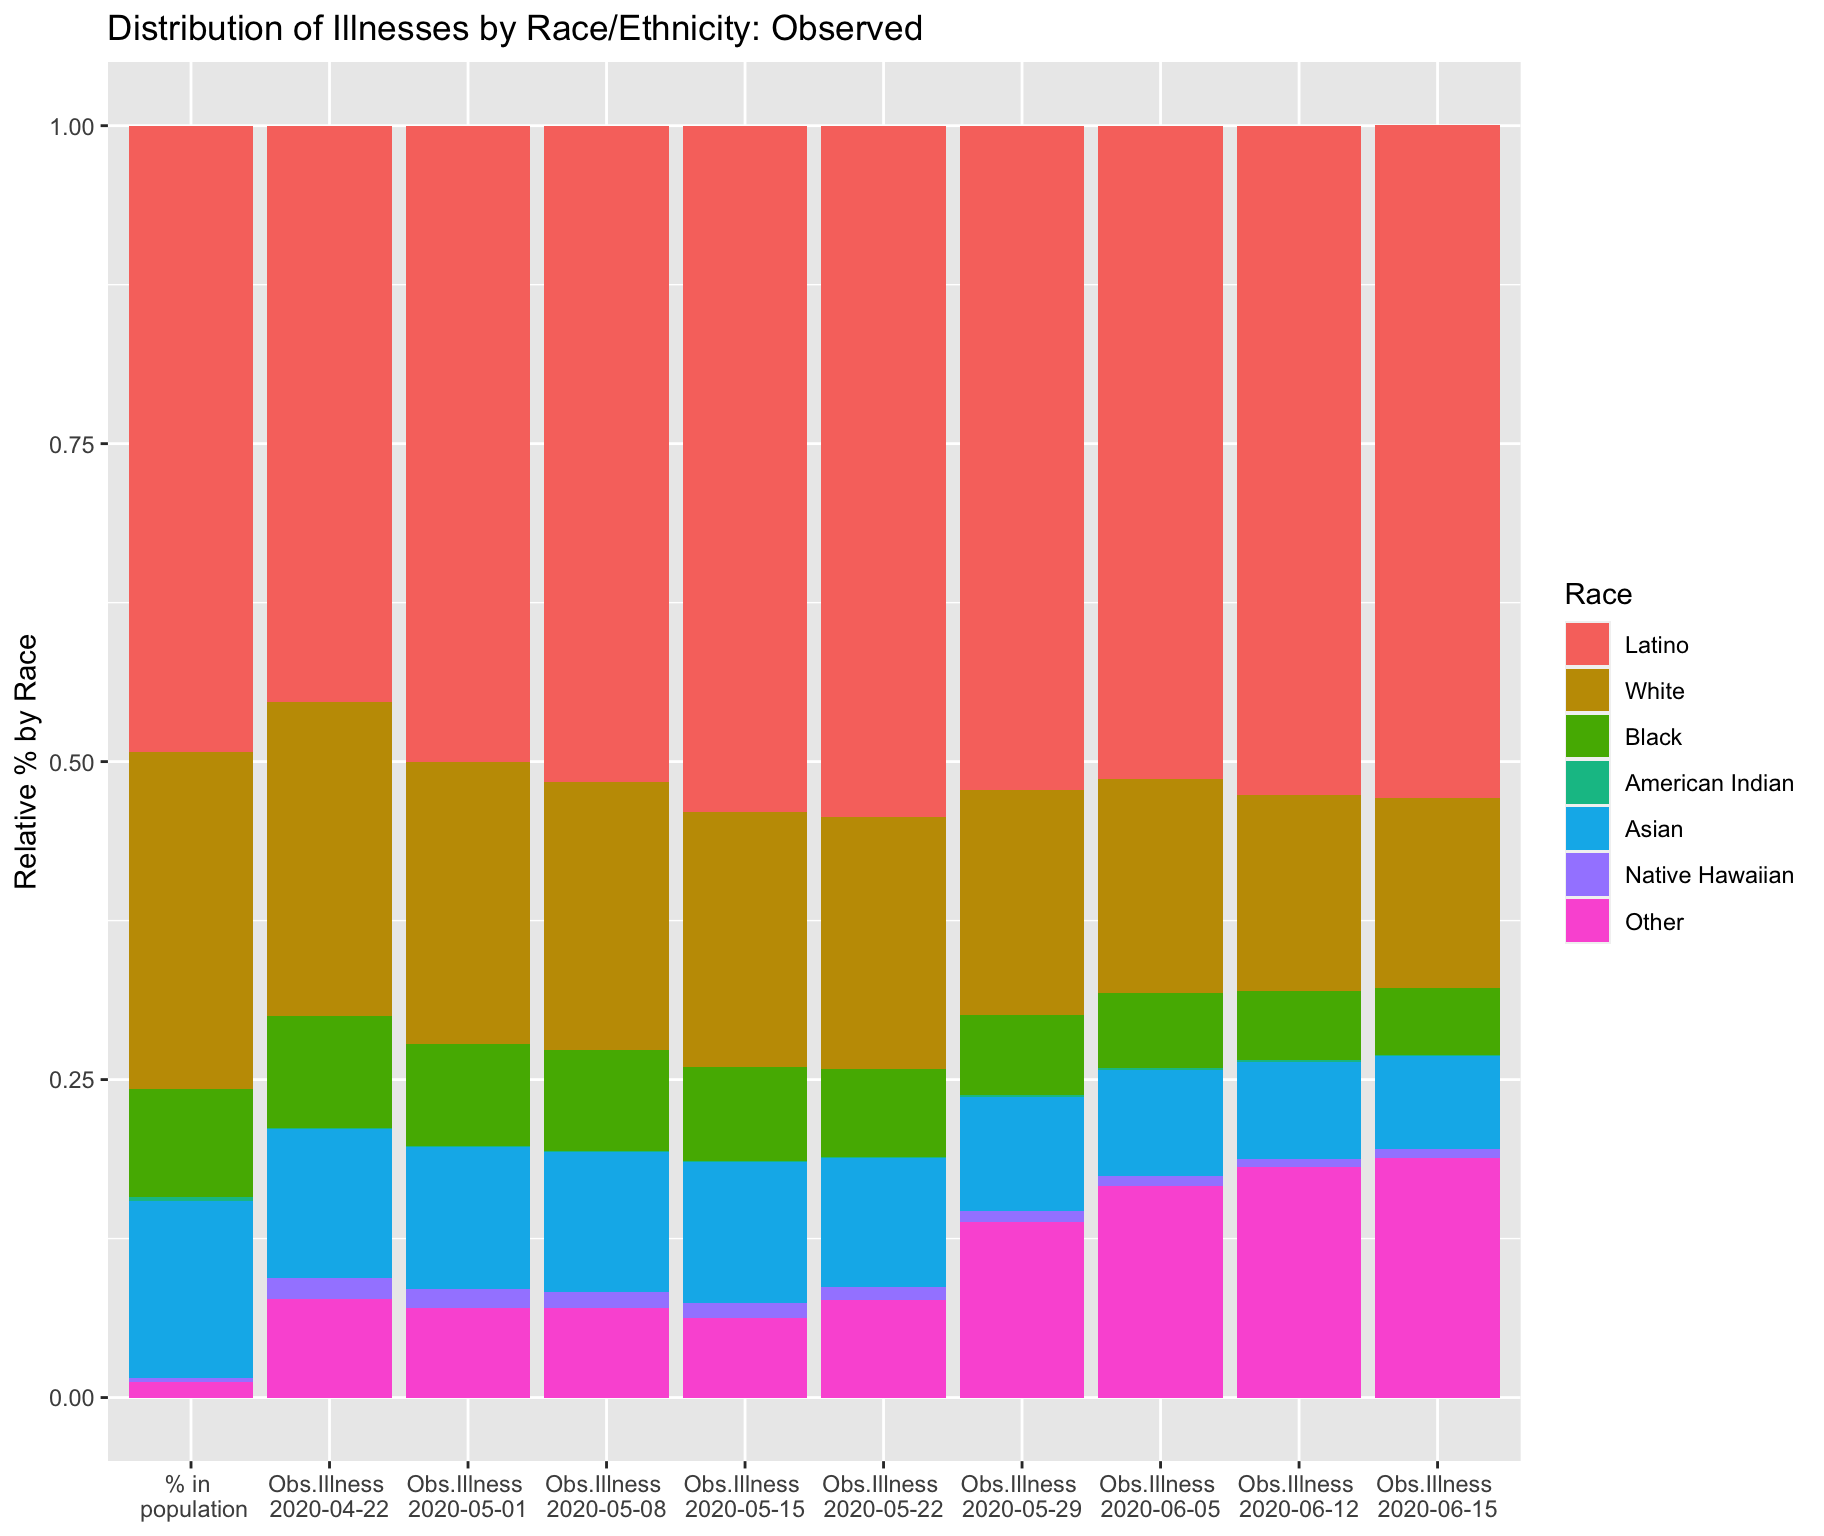 Distribution of Illnesses by Race/Ethnicity: Observed
Relative % by Race
1.00
0.75
0.50
0.25
0.00
% in
population
Obs.Illness
2020-04-22
Obs.Illness
2020-05-01
Obs.Illness
2020-05-08
Obs.Illness
2020-05-15
Obs.Illness
2020-05-22
Obs.Illness
2020-05-29
Obs.Illness
2020-06-05
Obs.Illness
2020-06-12
Obs.Illness
2020-06-15
Race
Latino
White
Black
American Indian
Asian
Native Hawaiian
Other